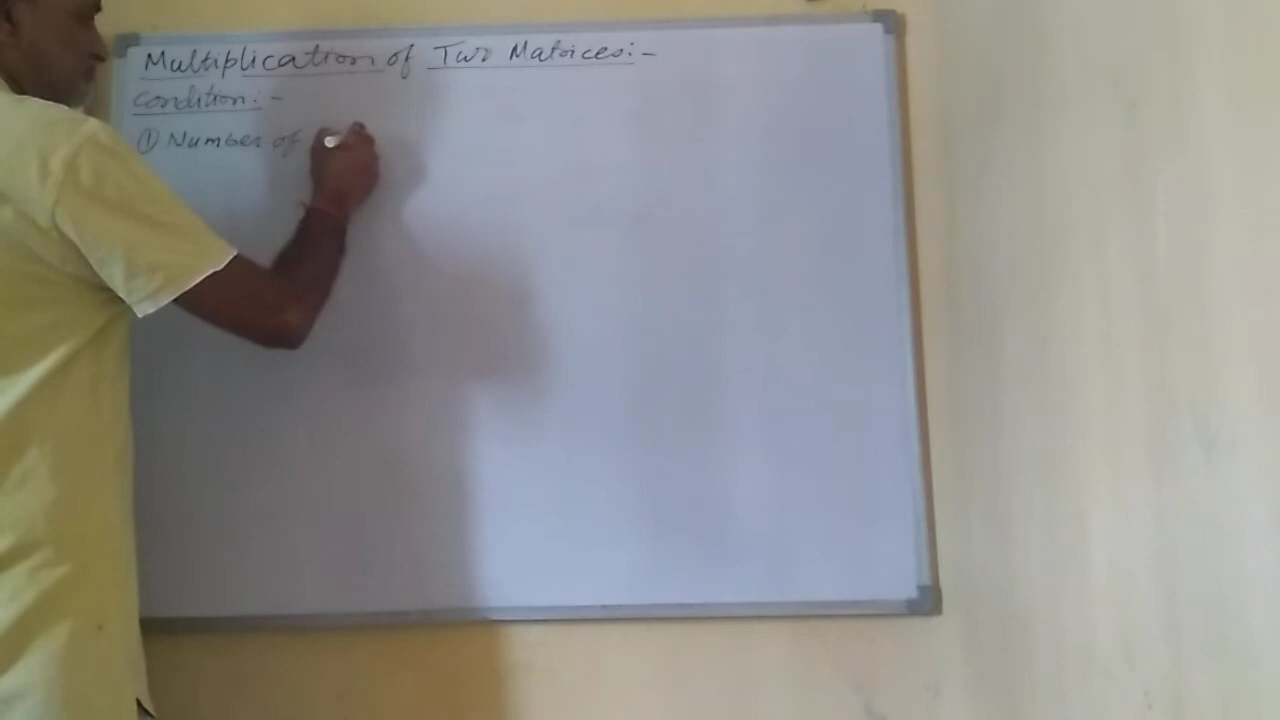 Multiplication of Two Matrices:-
Condition:-
① Number of